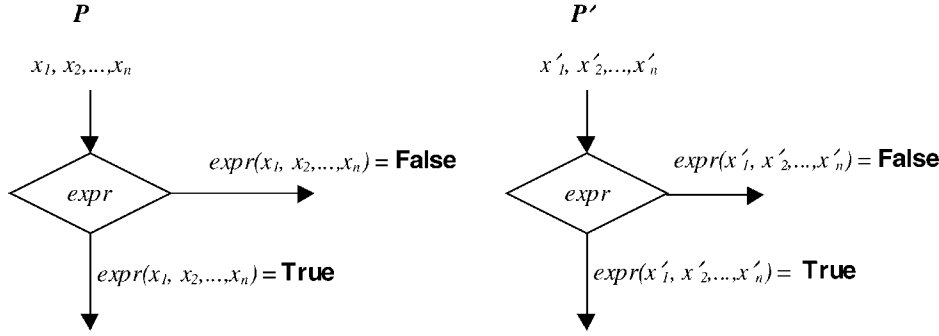 P
x₁, x₂,...,xₙ
expr
expr(x₁, x₂,...,xₙ) = False
expr(x₁, x₂,...,xₙ) = True
P′
x′₁, x′₂,...,x′ₙ
expr
expr(x′₁, x′₂,...,x′ₙ) = False
expr(x′₁, x′₂,...,x′ₙ) = True